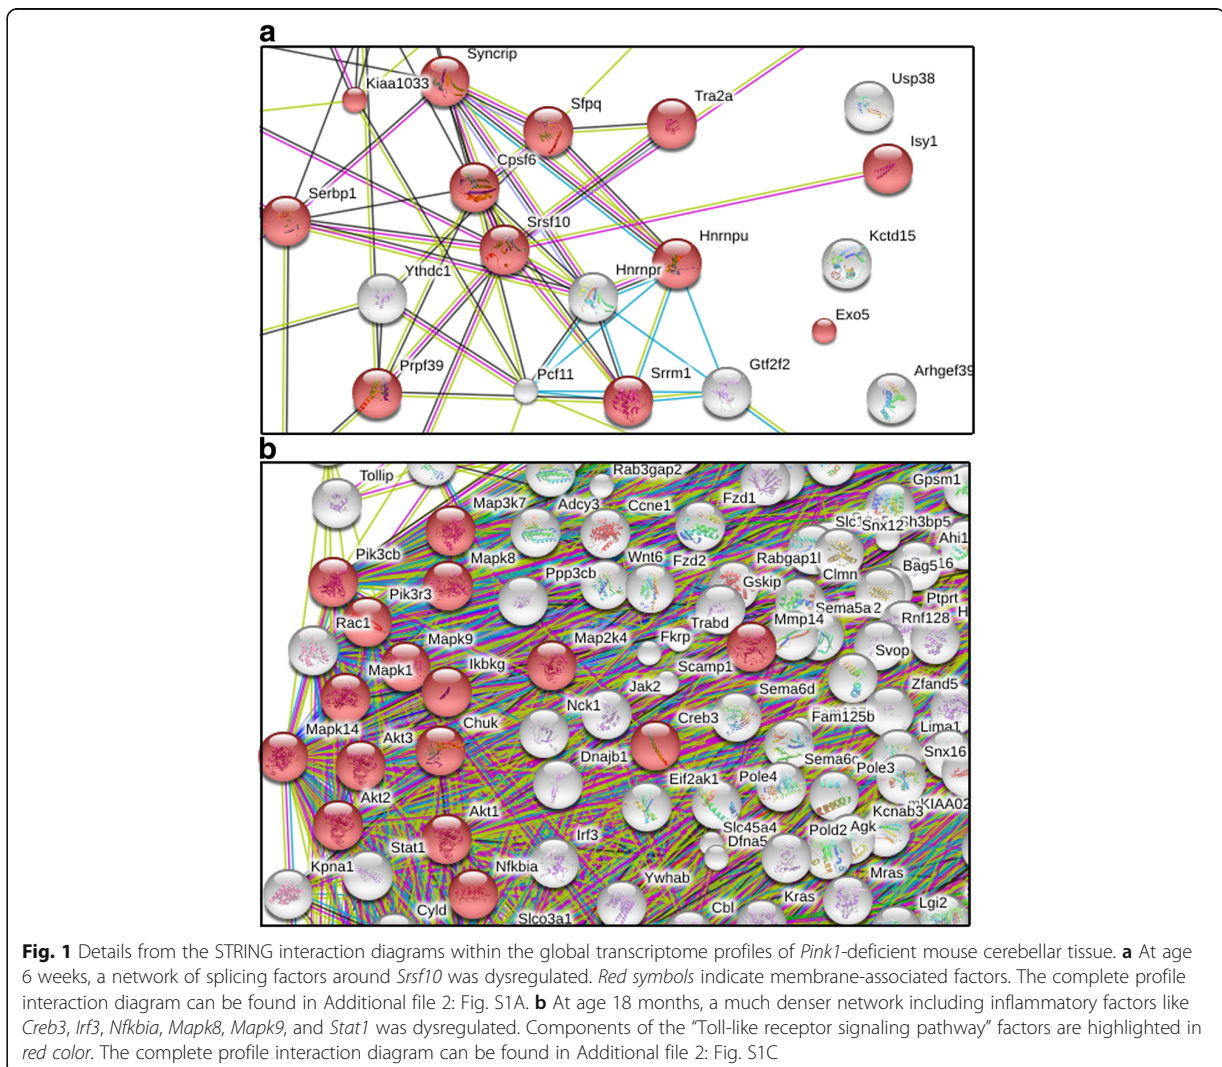 a
Syncrip
Kiaa1033
Sfpq
Tra2a
Usp38
Isy1
Cpsf6
Serbp1
Srsf10
Hnrnpu
Kctd15
Ythdc1
Hnrnpr
Exo5
Prpf39
Pcf11
Srrm1
Gtf2f2
Arhgef39
b
Tollip
Rab3gap2
Map3k7
Adcy3
Ccne1
Fzd1
Gpsm1
Snx12
Sh3bp5
Ahi1
Pik3cb
Mapk8
Wnt6
Fzd2
Rabgap1l
Bag5
Pik3r3
Ppp3cb
Gskip
Clmn
Ptprt
Rac1
Trabd
Mmp14
Sema5a
Rnf128
Mapk9
Map2k4
Fkrp
Svop
Mapk1
Ikbkg
Scamp1
Jak2
Sema6d
Zfand5
Nck1
Mapk14
Chuk
Creb3
Fam125b
Lima1
Akt3
Dnajb1
Sema6c
Snx16
Eif2ak1
Pole4
Pole3
Akt2
Kcnab3
mKIAA02
Akt1
Irf3
Slc45a4
Pold2
Agk
Stat1
Dfna5
Kpna1
Nfkbia
Ywhab
Mras
Kras
Cyld
Slco3a1
Cbl
Lgi2
Fig. 1 Details from the STRING interaction diagrams within the global transcriptome profiles of Pink1-deficient mouse cerebellar tissue. a At age
6 weeks, a network of splicing factors around Srsf10 was dysregulated. Red symbols indicate membrane-associated factors. The complete profile
interaction diagram can be found in Additional file 2: Fig. S1A. b At age 18 months, a much denser network including inflammatory factors like
Creb3, Irf3, Nfkbia, Mapk8, Mapk9, and Stat1 was dysregulated. Components of the “Toll-like receptor signaling pathway” factors are highlighted in
red color. The complete profile interaction diagram can be found in Additional file 2: Fig. S1C